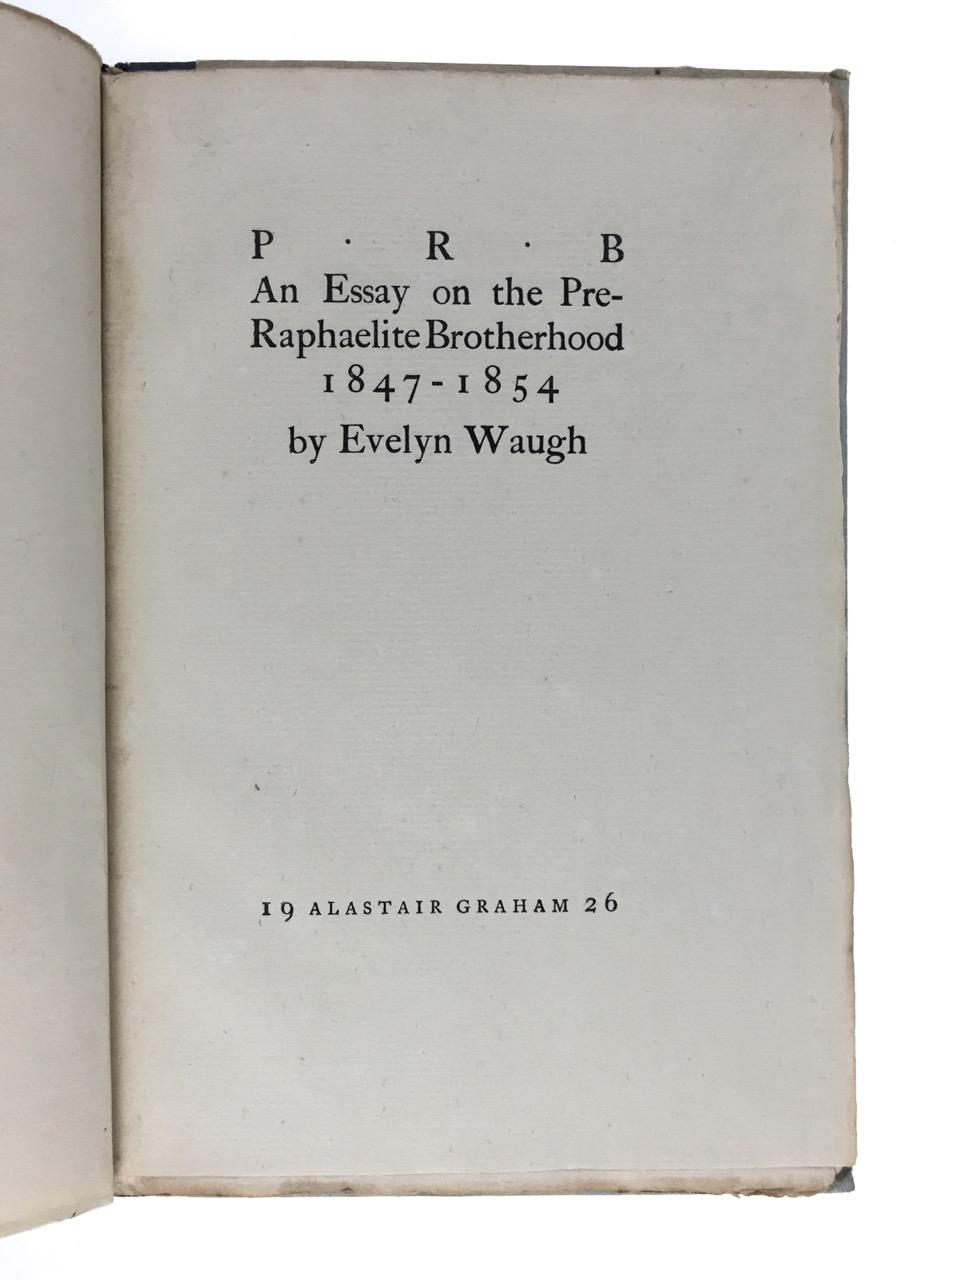 P · R · B
An Essay on the Pre-
Raphaelite Brotherhood
1847-1854
by Evelyn Waugh
19 ALASTAIR GRAHAM 26